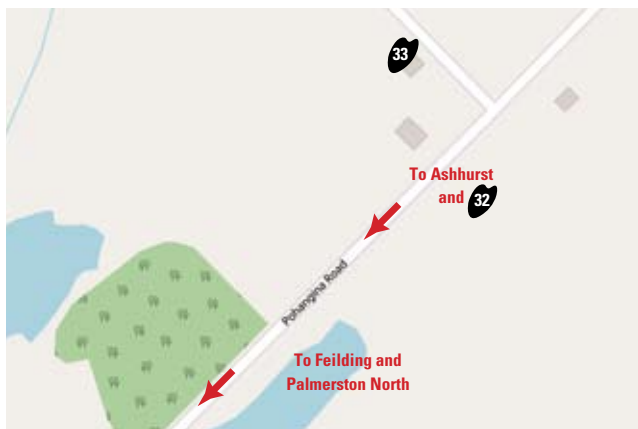 33
To Ashhurst
and 32
Pohangina Road
To Feilding and
Palmerston North